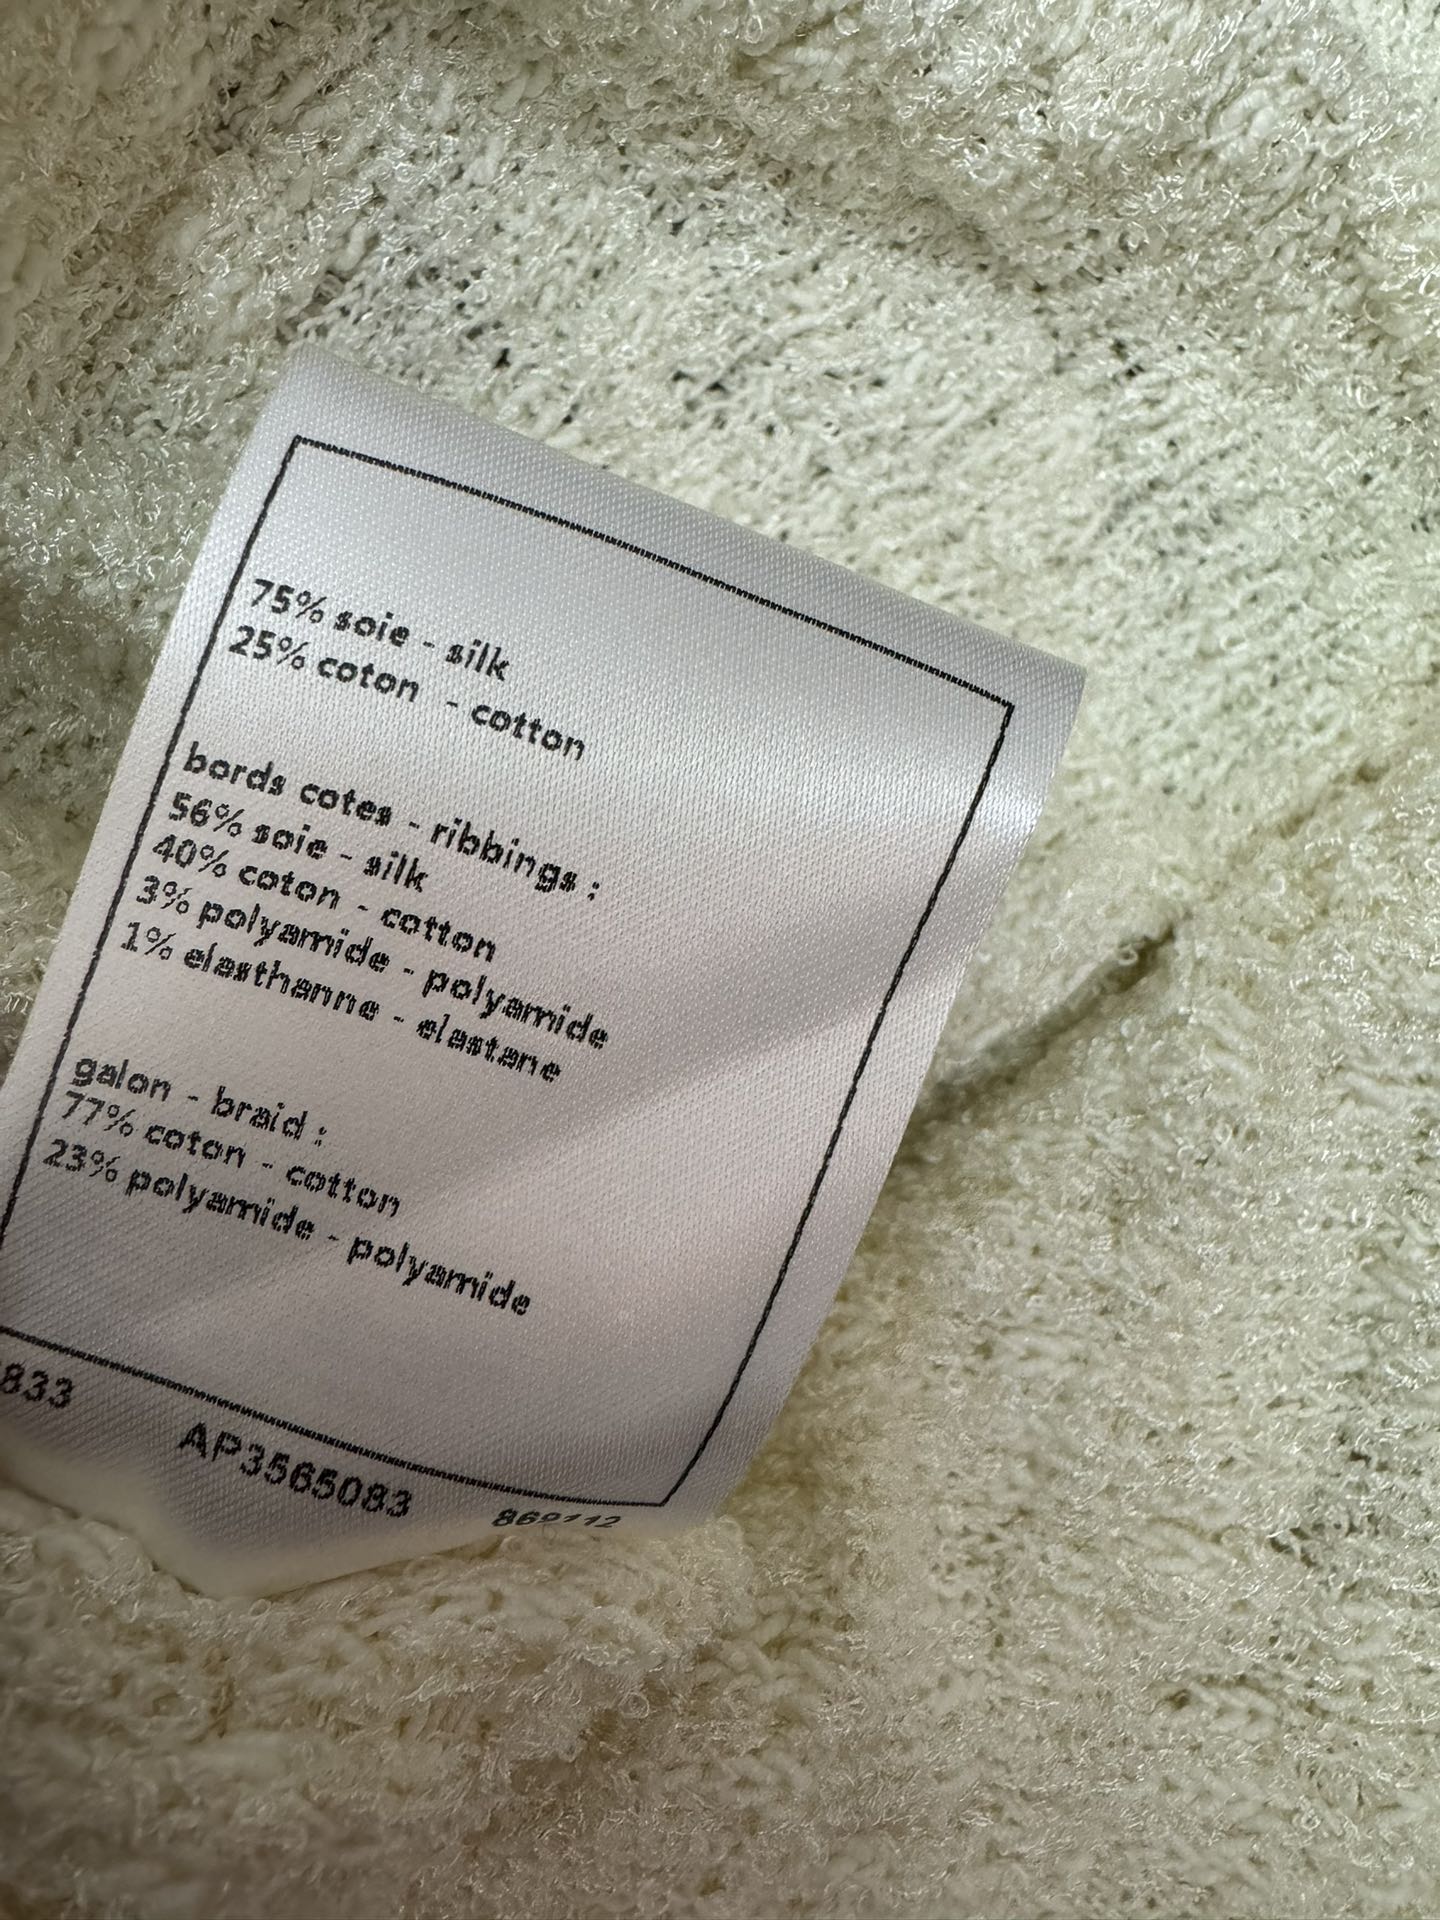 75% soie - silk
25% coton - cotton
bords cotes - ribbings :
56% soie - silk
40% coton - cotton
3% polyamide - polyamide
1% elasthanne - elastane
galon - braid :
77% coton - cotton
23% polyamide - polyamide
833
AP3565083